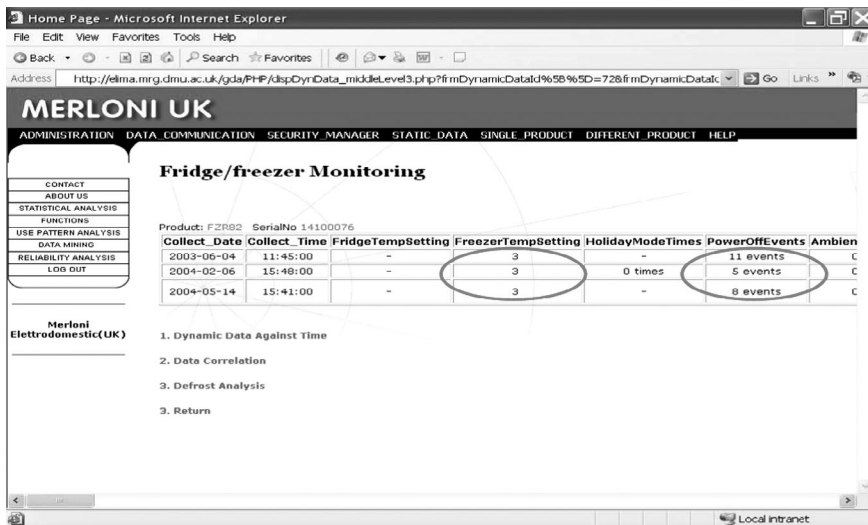 Home Page - Microsoft Internet Explorer
File Edit View Favorites Tools Help
Back Search Favorites
Address http://elima.mrg.dmu.ac.uk/gda/PHP/dispDynData_middleLevel3.php?frmDynamicDataId%5B%5D=72&frmDynamicDataIc Go Links
MERLONI UK
ADMINISTRATION DATA_COMMUNICATION SECURITY_MANAGER STATIC_DATA SINGLE_PRODUCT DIFFERENT_PRODUCT HELP
CONTACT
ABOUT US
STATISTICAL ANALYSIS
FUNCTIONS
USE PATTERN ANALYSIS
DATA MINING
RELIABILITY ANALYSIS
LOG OUT
Merloni
Elettrodomestic(UK)
Fridge/freezer Monitoring
Product: FZR82 SerialNo 14100076
Collect_Date Collect_Time FridgeTempSetting FreezerTempSetting HolidayModeTimes PowerOffEvents Ambien
2003-06-04 11:45:00 - 3 - 11 events 0
2004-02-06 15:48:00 - 3 0 times 5 events 0
2004-05-14 15:41:00 - 3 - 8 events 0
1. Dynamic Data Against Time
2. Data Correlation
3. Defrost Analysis
3. Return
Local intranet